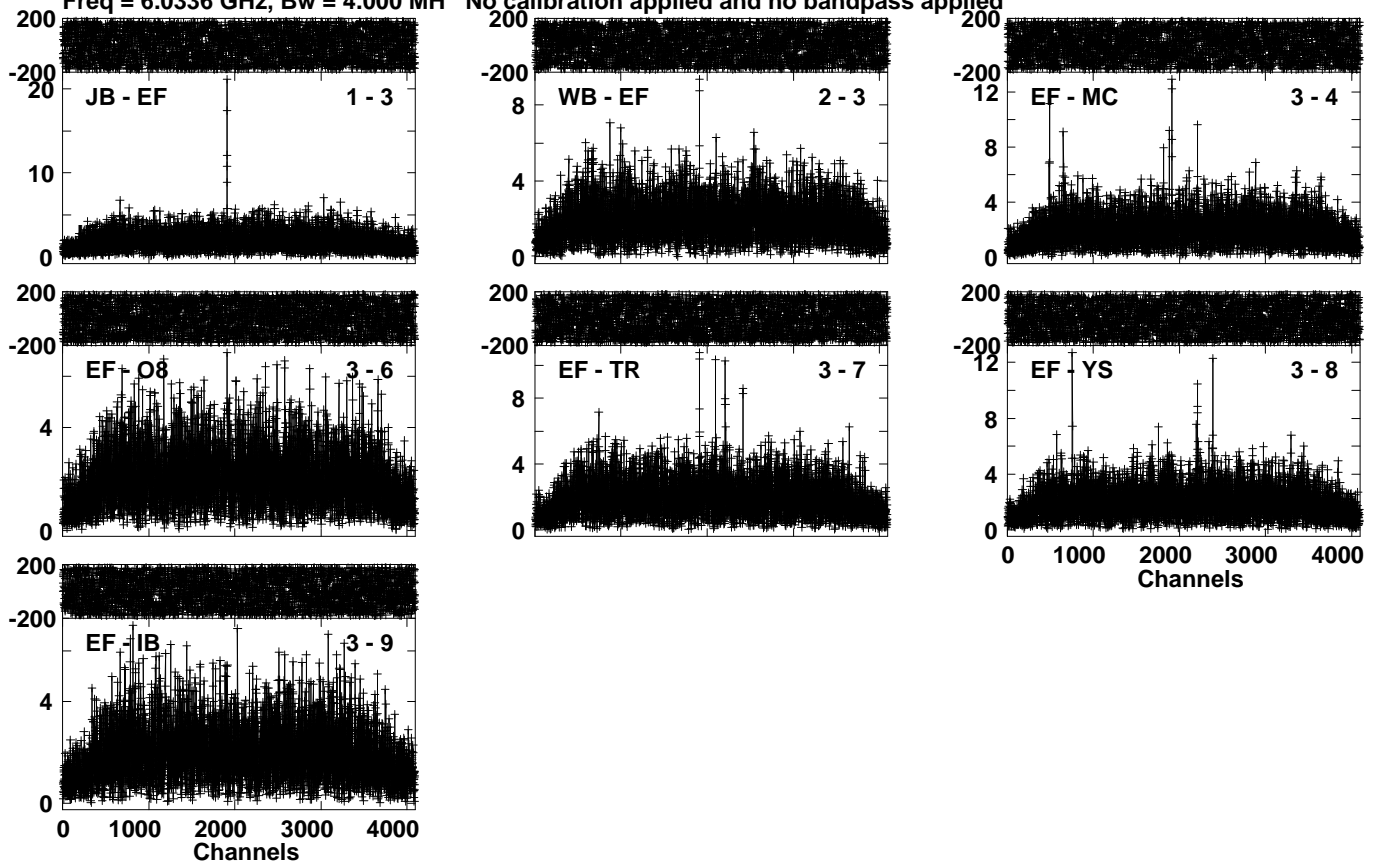 Freq = 6.0336 GHz, Bw = 4.000 MH No calibration applied and no bandpass applied
200
-200
20
10
0
JB - EF 1 - 3
200
-200
8
4
0
WB - EF 2 - 3
200
-200
12
8
4
0
EF - MC 3 - 4
200
-200
4
0
EF - O8 3 - 6
200
-200
8
4
0
EF - TR 3 - 7
200
-200
12
8
4
0
EF - YS 3 - 8
0 1000 2000 3000 4000
Channels
200
-200
4
0
EF - IB 3 - 9
0 1000 2000 3000 4000
Channels